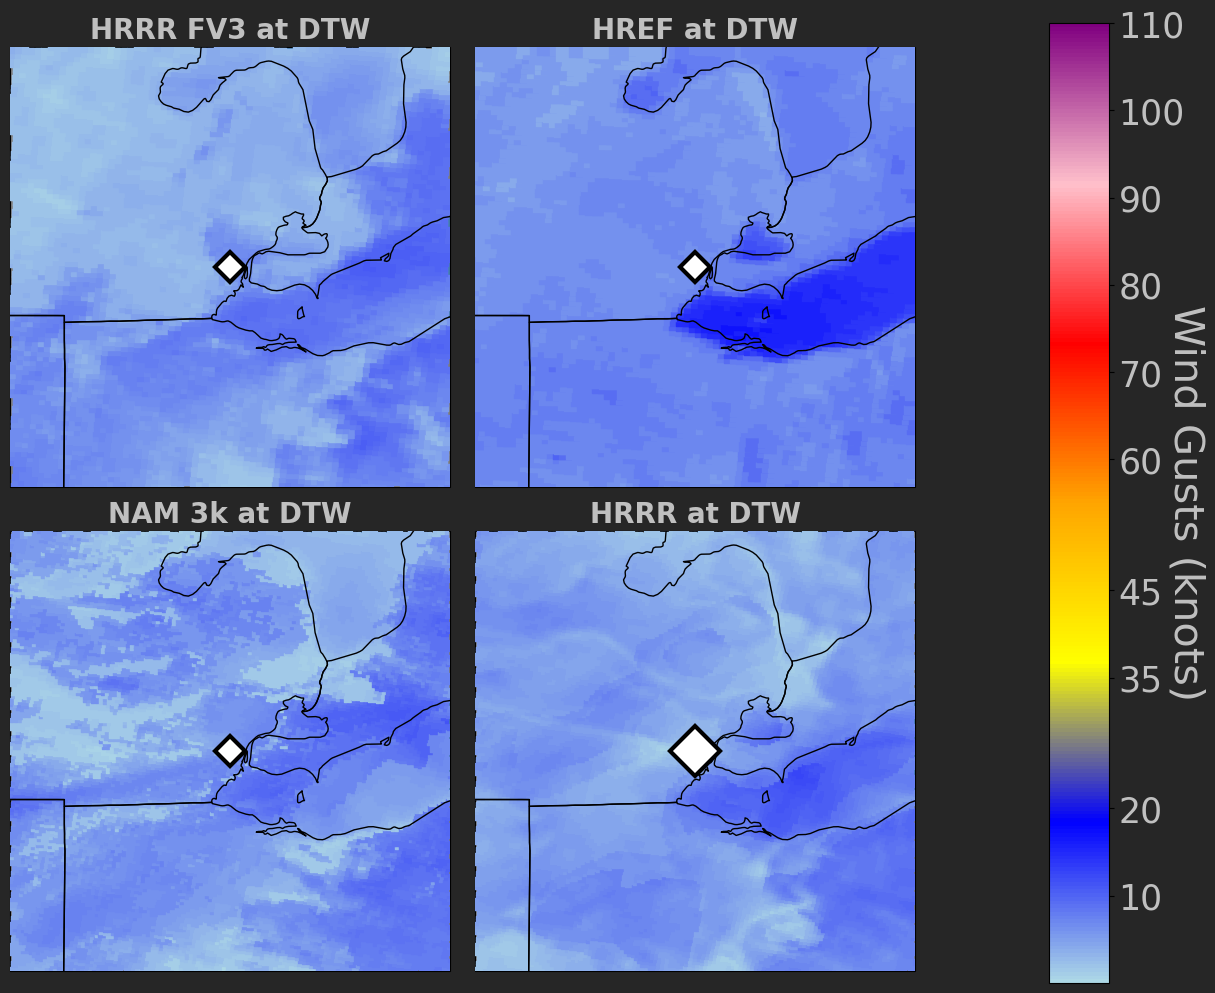 HRRR FV3 at DTW
HREF at DTW
NAM 3k at DTW
HRRR at DTW
110
100
90
80
70
60
45
35
20
10
Wind Gusts (knots)